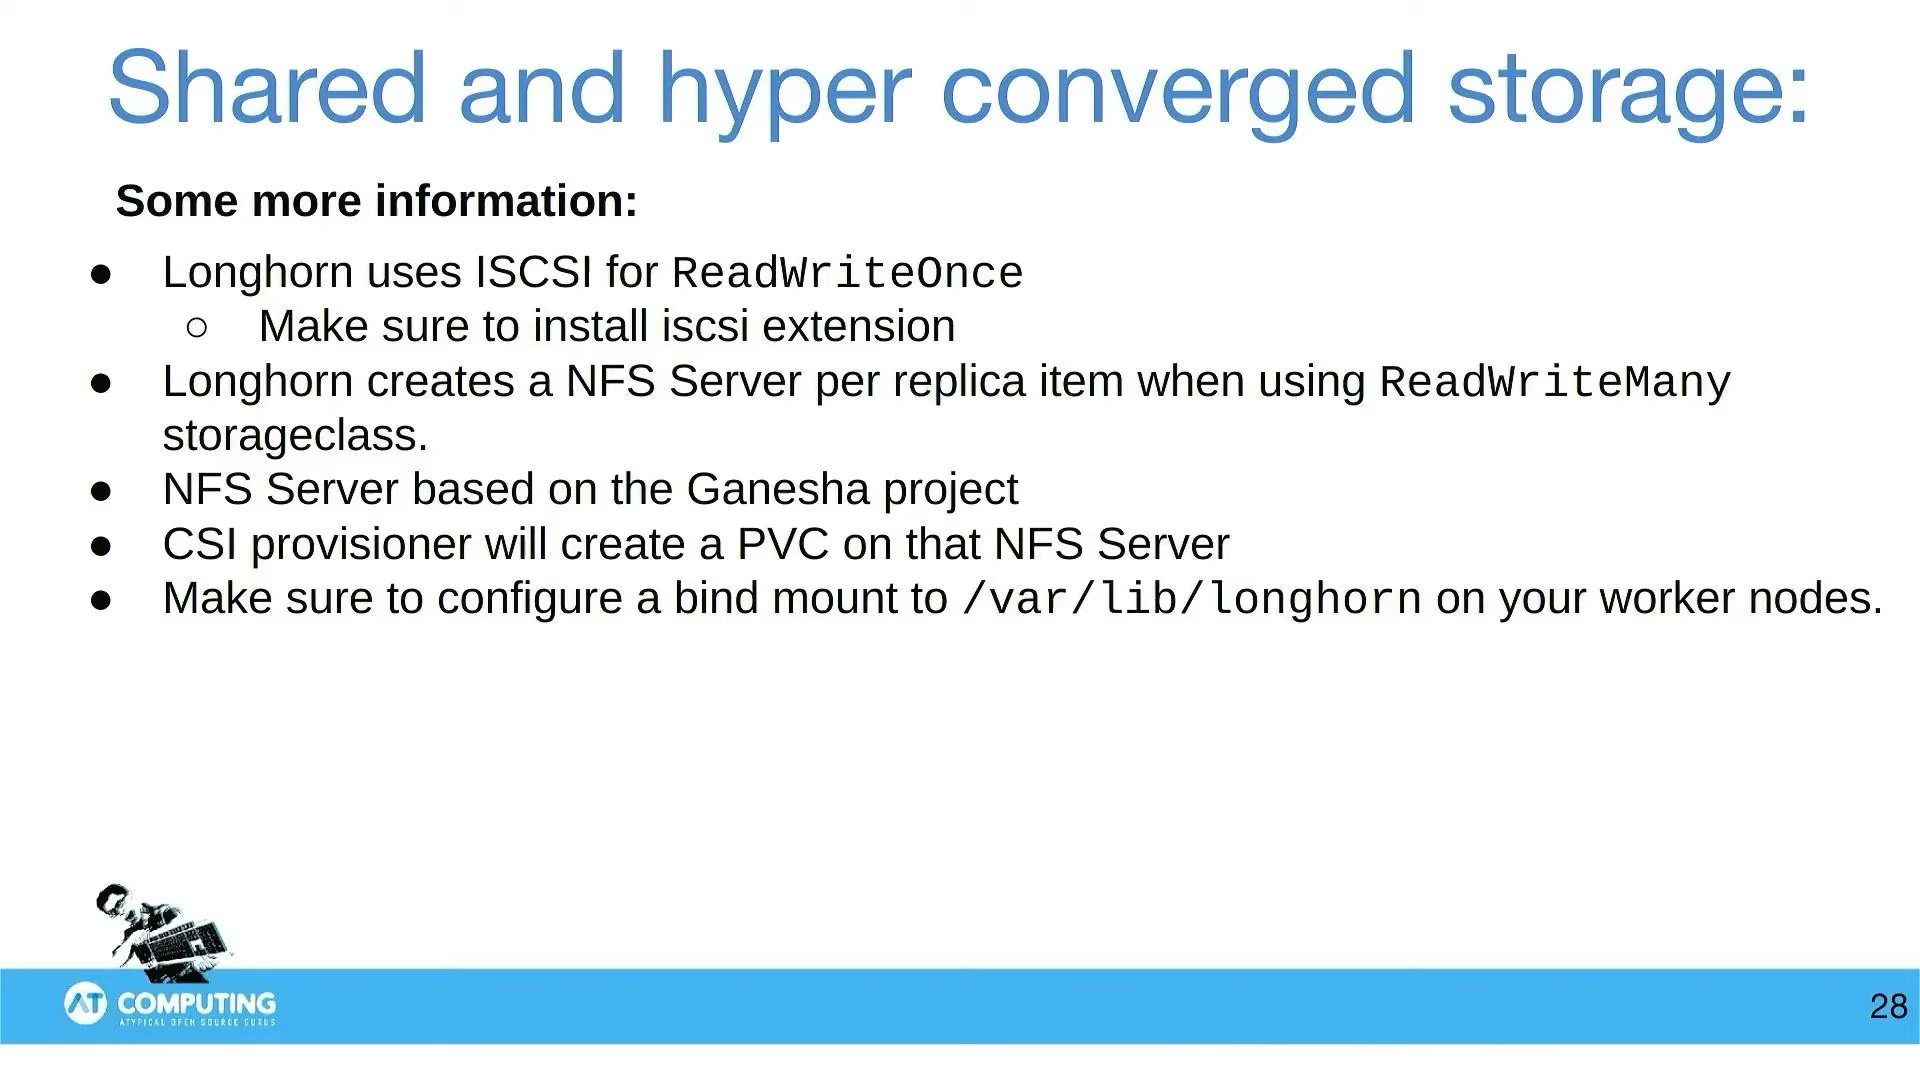 Shared and hyper converged storage:
Some more information:
● Longhorn uses ISCSI for ReadWriteOnce
○ Make sure to install iscsi extension
● Longhorn creates a NFS Server per replica item when using ReadWriteMany
storageclass.
● NFS Server based on the Ganesha project
● CSI provisioner will create a PVC on that NFS Server
● Make sure to configure a bind mount to /var/lib/longhorn on your worker nodes.
AT COMPUTING
ATYPICAL OPEN SOURCE GURUS
28